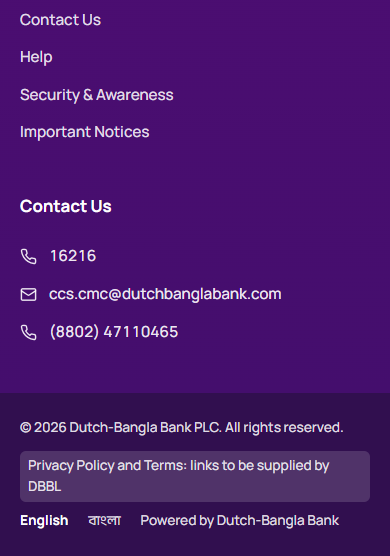 Contact Us
Help
Security & Awareness
Important Notices
Contact Us
16216
ccs.cmc@dutchbanglabank.com
(8802) 47110465
© 2026 Dutch-Bangla Bank PLC. All rights reserved.
Privacy Policy and Terms: links to be supplied by
DBBL
English বাংলা Powered by Dutch-Bangla Bank